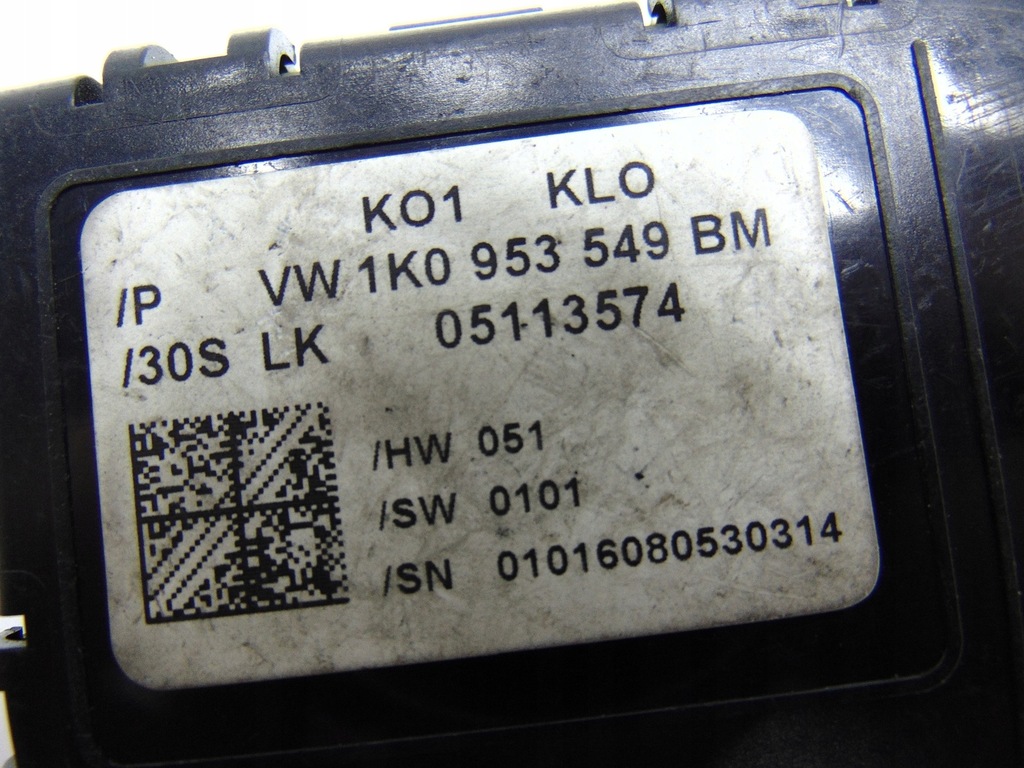 KO1 KLO
/P VW 1K0 953 549 BM
/30S LK 05113574
/HW 051
/SW 0101
/SN 01016080530314